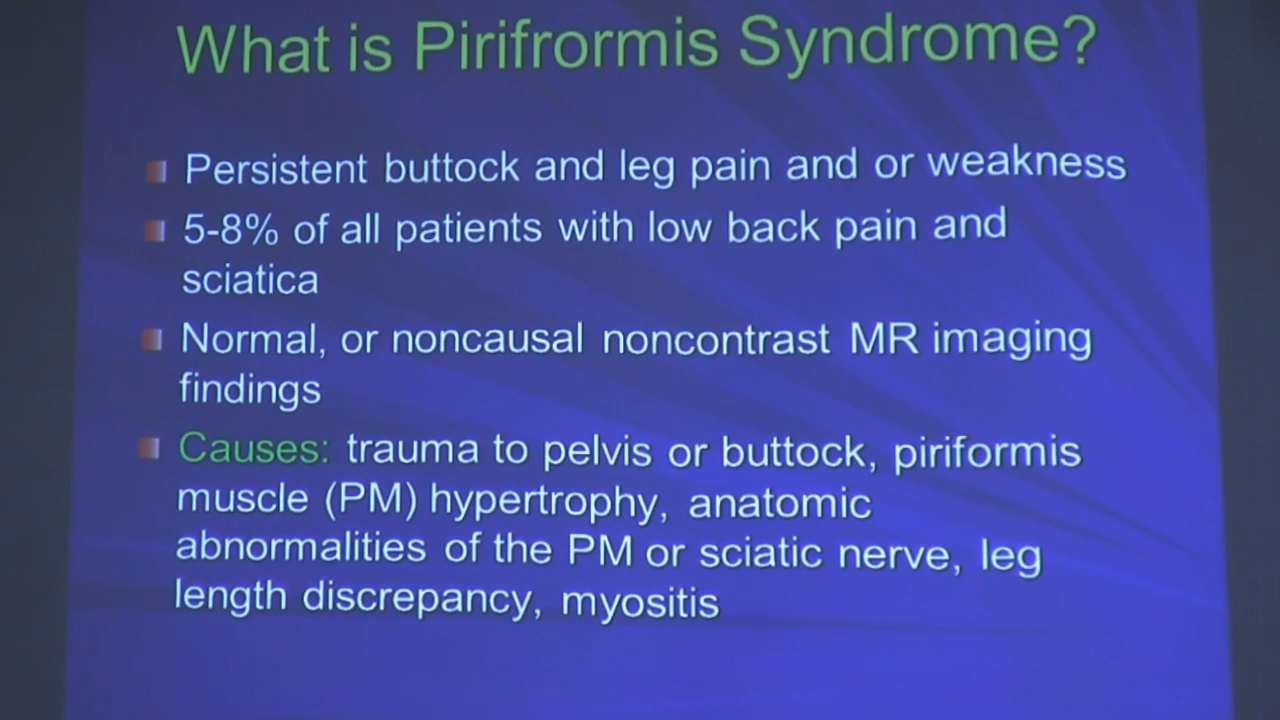 What is Pirifrormis Syndrome?
Persistent buttock and leg pain and or weakness
5-8% of all patients with low back pain and
sciatica
Normal, or noncausal noncontrast MR imaging
findings
Causes: trauma to pelvis or buttock, piriformis
muscle (PM) hypertrophy, anatomic
abnormalities of the PM or sciatic nerve, leg
length discrepancy, myositis